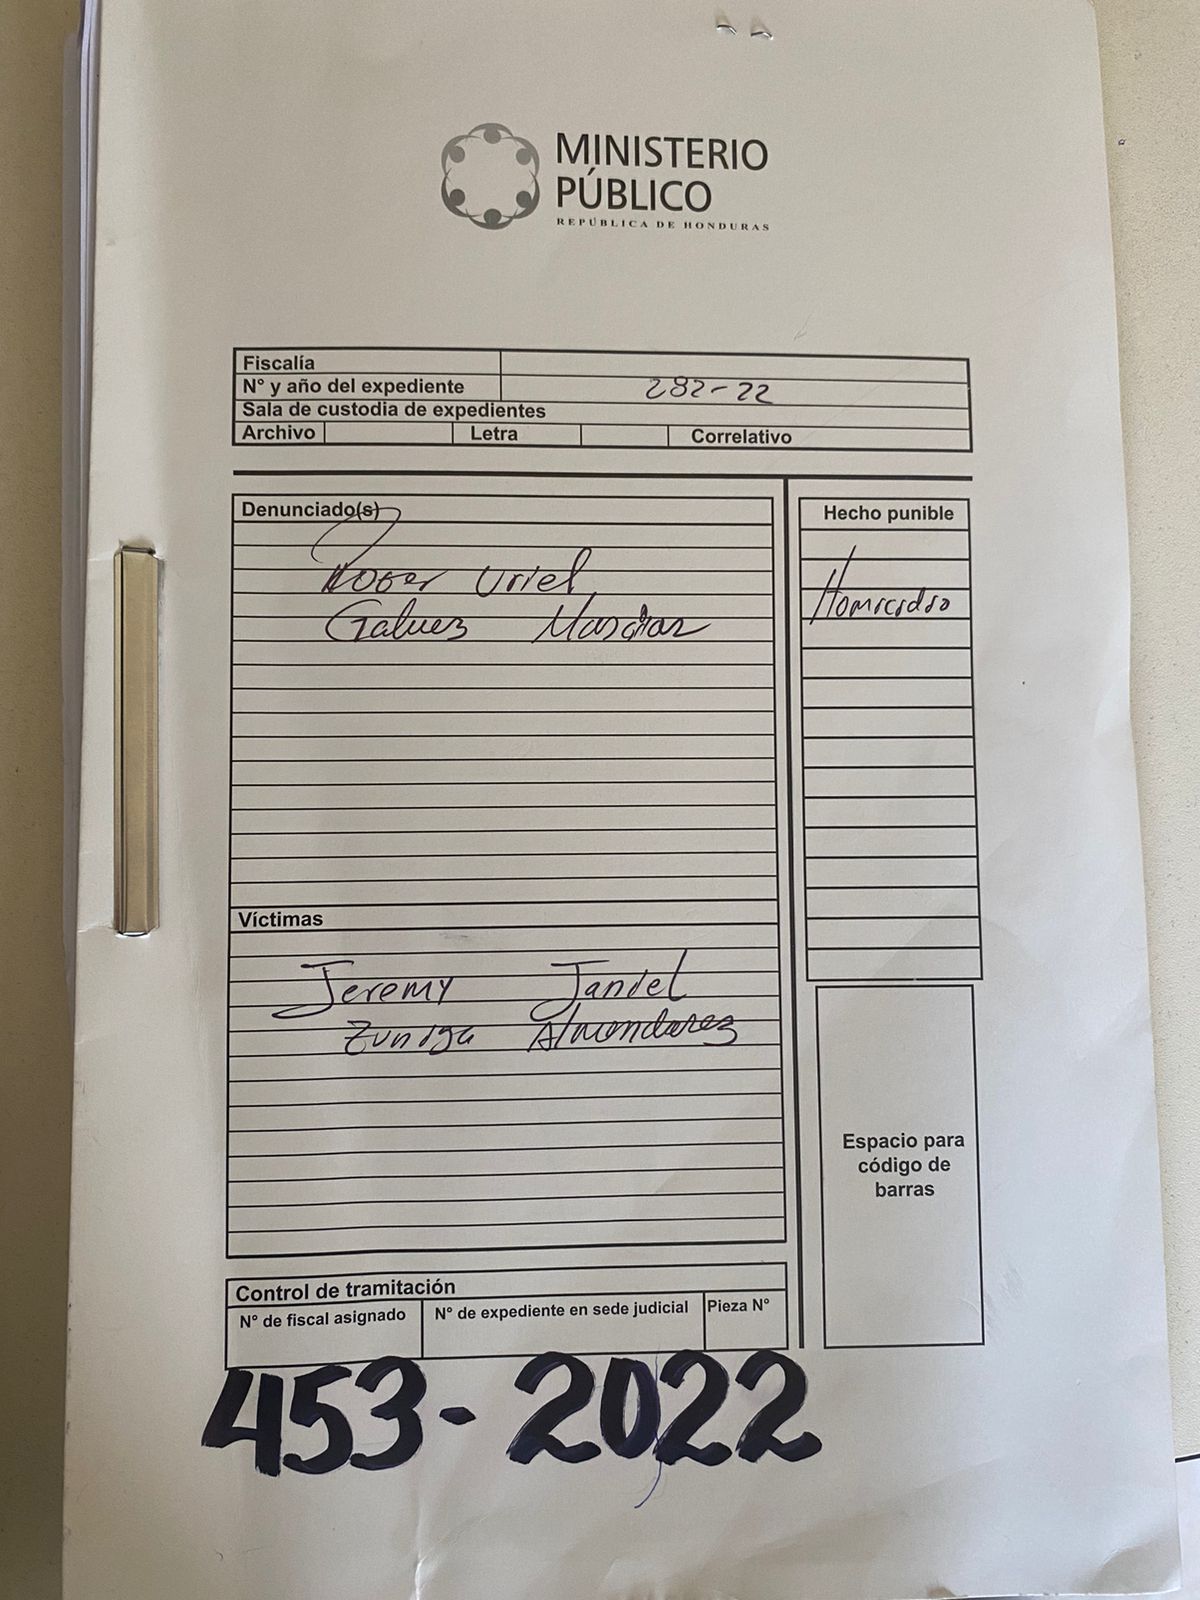 MINISTERIO
PÚBLICO
REPÚBLICA DE HONDURAS
Fiscalía
N° y año del expediente 282-22
Sala de custodia de expedientes
Archivo Letra Correlativo
Denunciado(s)
Roger Uriel
Galvez
Hecho punible
Homicidio
Víctimas
Jeremy Janiel
Zuniga Almendarez
Espacio para
código de
barras
Control de tramitación
N° de fiscal asignado N° de expediente en sede judicial Pieza N°
453-2022